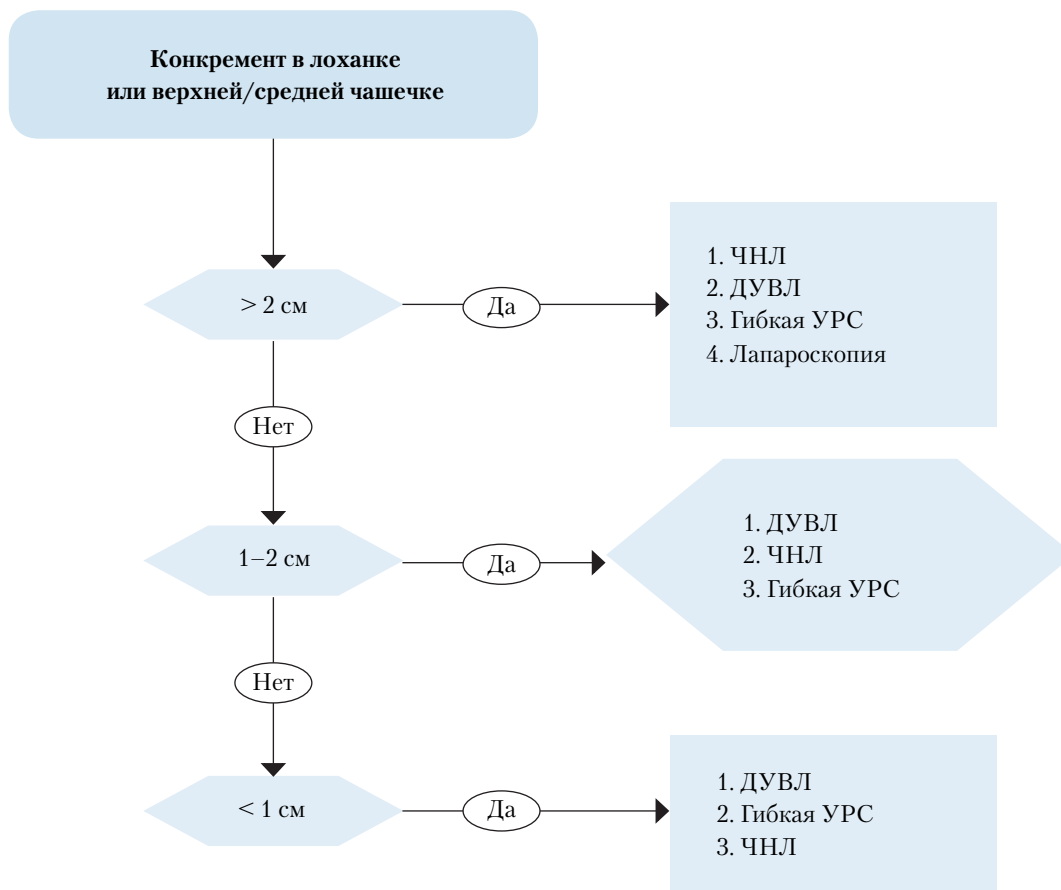 Конкремент в лоханке
или верхней/средней чашечке
> 2 см
Да
1. ЧНЛ
2. ДУВЛ
3. Гибкая УРС
4. Лапароскопия
Нет
1–2 см
Да
1. ДУВЛ
2. ЧНЛ
3. Гибкая УРС
Нет
< 1 см
Да
1. ДУВЛ
2. Гибкая УРС
3. ЧНЛ